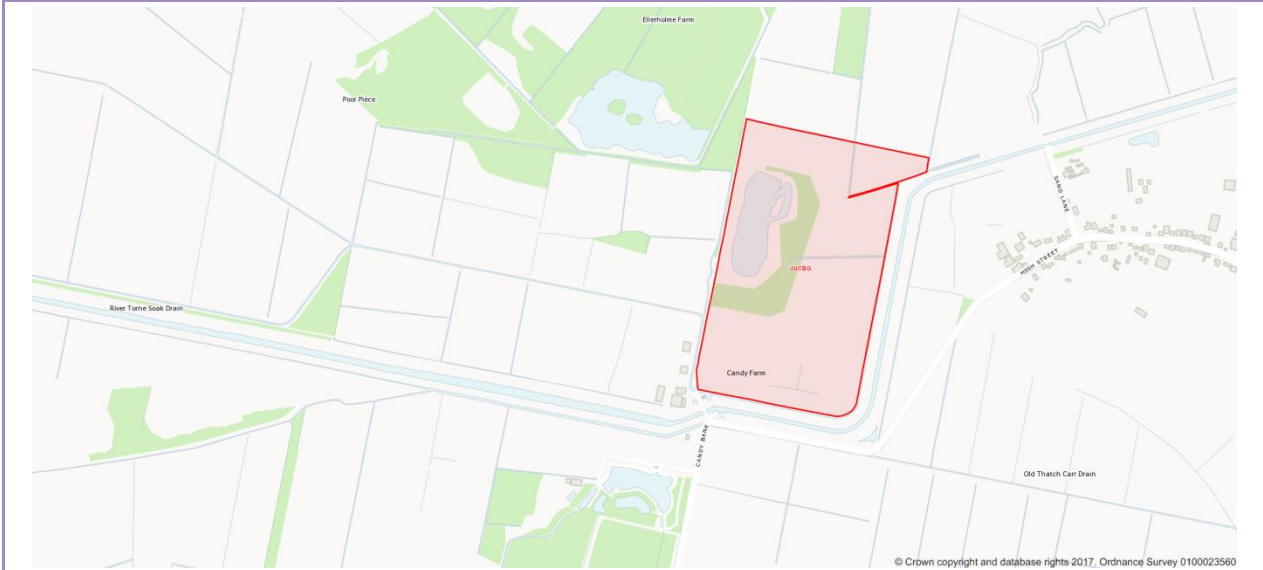 Ellerholme Farm
Poor Piece
SAND LANE
HIGH STREET
JUCBG
River Torne Soak Drain
Candy Farm
CANDY BANK
Old Thatch Carr Drain
© Crown copyright and database rights 2017. Ordnance Survey 0100023560